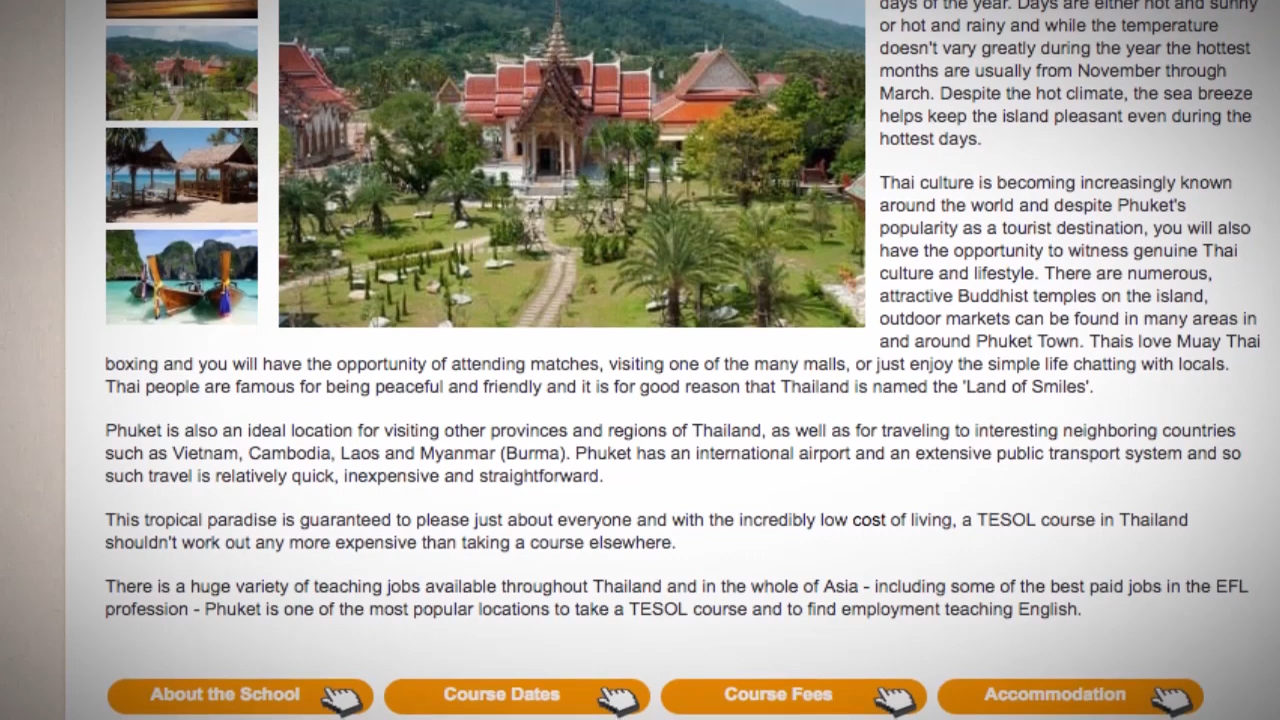 days of the year. Days are either hot and sunny
or hot and rainy and while the temperature
doesn't vary greatly during the year the hottest
months are usually from November through
March. Despite the hot climate, the sea breeze
helps keep the island pleasant even during the
hottest days.
Thai culture is becoming increasingly known
around the world and despite Phuket's
popularity as a tourist destination, you will also
have the opportunity to witness genuine Thai
culture and lifestyle. There are numerous,
attractive Buddhist temples on the island,
outdoor markets can be found in many areas in
and around Phuket Town. Thais love Muay Thai
boxing and you will have the opportunity of attending matches, visiting one of the many malls, or just enjoy the simple life chatting with locals.
Thai people are famous for being peaceful and friendly and it is for good reason that Thailand is named the 'Land of Smiles'.
Phuket is also an ideal location for visiting other provinces and regions of Thailand, as well as for traveling to interesting neighboring countries
such as Vietnam, Cambodia, Laos and Myanmar (Burma). Phuket has an international airport and an extensive public transport system and so
such travel is relatively quick, inexpensive and straightforward.
This tropical paradise is guaranteed to please just about everyone and with the incredibly low cost of living, a TESOL course in Thailand
shouldn't work out any more expensive than taking a course elsewhere.
There is a huge variety of teaching jobs available throughout Thailand and in the whole of Asia - including some of the best paid jobs in the EFL
profession - Phuket is one of the most popular locations to take a TESOL course and to find employment teaching English.
About the School
Course Dates
Course Fees
Accommodation